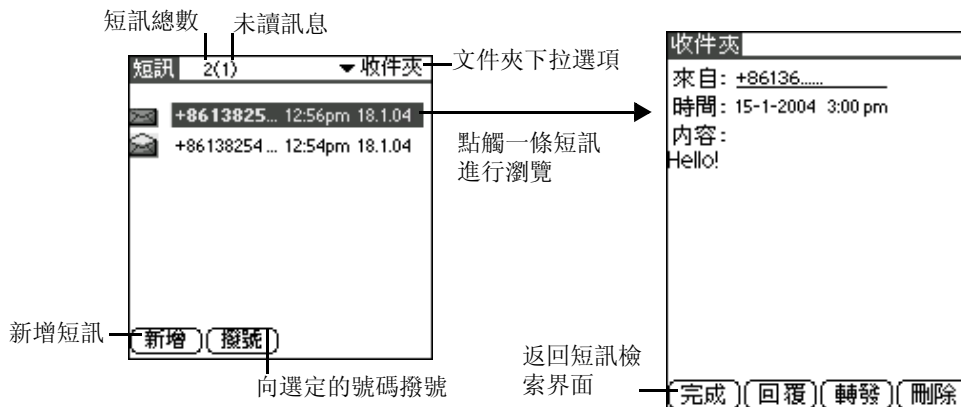 短訊總數 未讀訊息
短訊 2(1) 收件夾
文件夾下拉選項
+8613825... 12:56pm 18.1.04
+86138254... 12:54pm 18.1.04
點觸一條短訊
進行瀏覽
新增短訊
新增 撥號
向選定的號碼撥號
收件夾
來自: +86136......
時間: 15-1-2004 3:00 pm
內容:
Hello!
返回短訊檢
索界面
完成 回覆 轉發 刪除